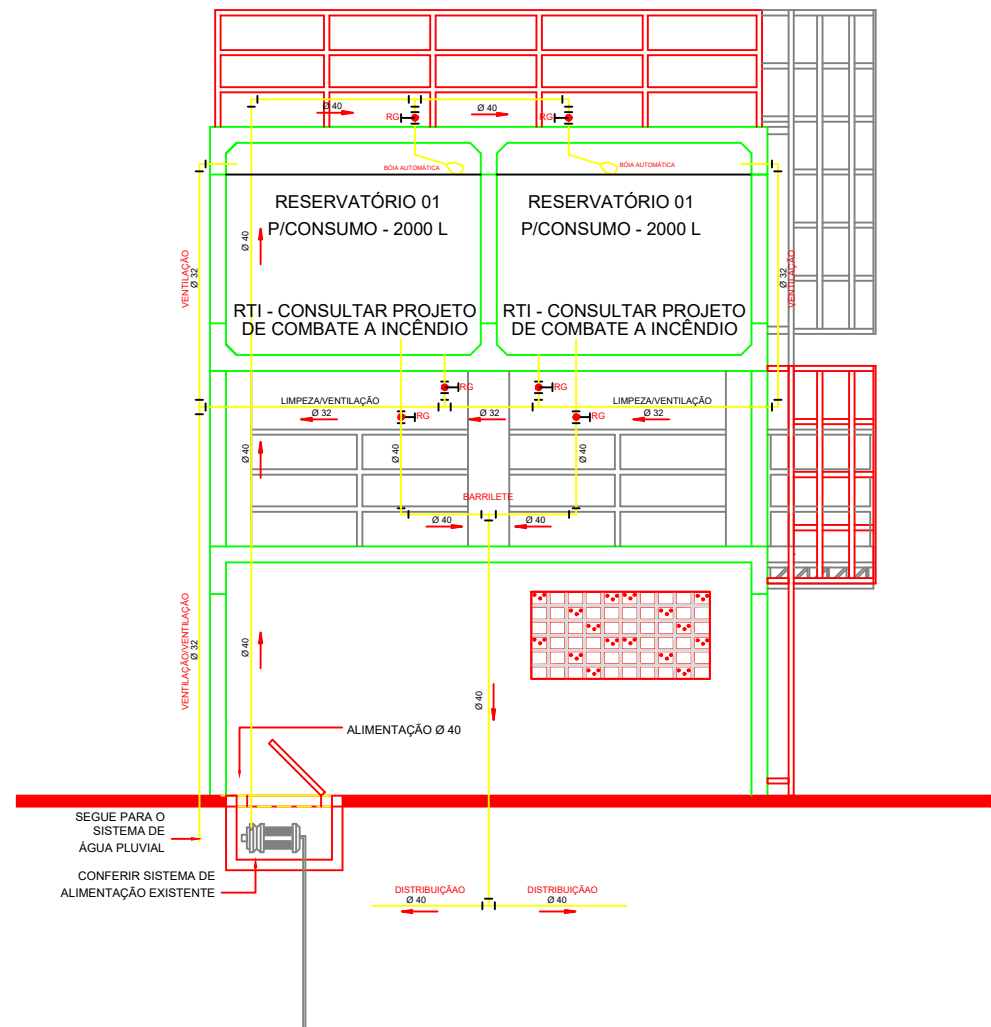 Ø 40
Ø 40
RG
RG
BÓIA AUTOMÁTICA
BÓIA AUTOMÁTICA
RESERVATÓRIO 01
P/CONSUMO - 2000 L
RESERVATÓRIO 01
P/CONSUMO - 2000 L
VENTILAÇÃO
Ø 32
Ø 40
Ø 32
VENTILAÇÃO
RTI - CONSULTAR PROJETO
DE COMBATE A INCÊNDIO
RTI - CONSULTAR PROJETO
DE COMBATE A INCÊNDIO
RG
RG
LIMPEZA/VENTILAÇÃO
Ø 32
Ø 32
LIMPEZA/VENTILAÇÃO
Ø 32
RG
RG
Ø 40
Ø 40
Ø 40
BARRILETE
Ø 40
Ø 40
VENTILAÇÃO/VENTILAÇÃO
Ø 32
Ø 40
Ø 40
ALIMENTAÇÃO Ø 40
SEGUE PARA O
SISTEMA DE
ÁGUA PLUVIAL
CONFERIR SISTEMA DE
ALIMENTAÇÃO EXISTENTE
DISTRIBUIÇÃAO
Ø 40
DISTRIBUIÇÃAO
Ø 40